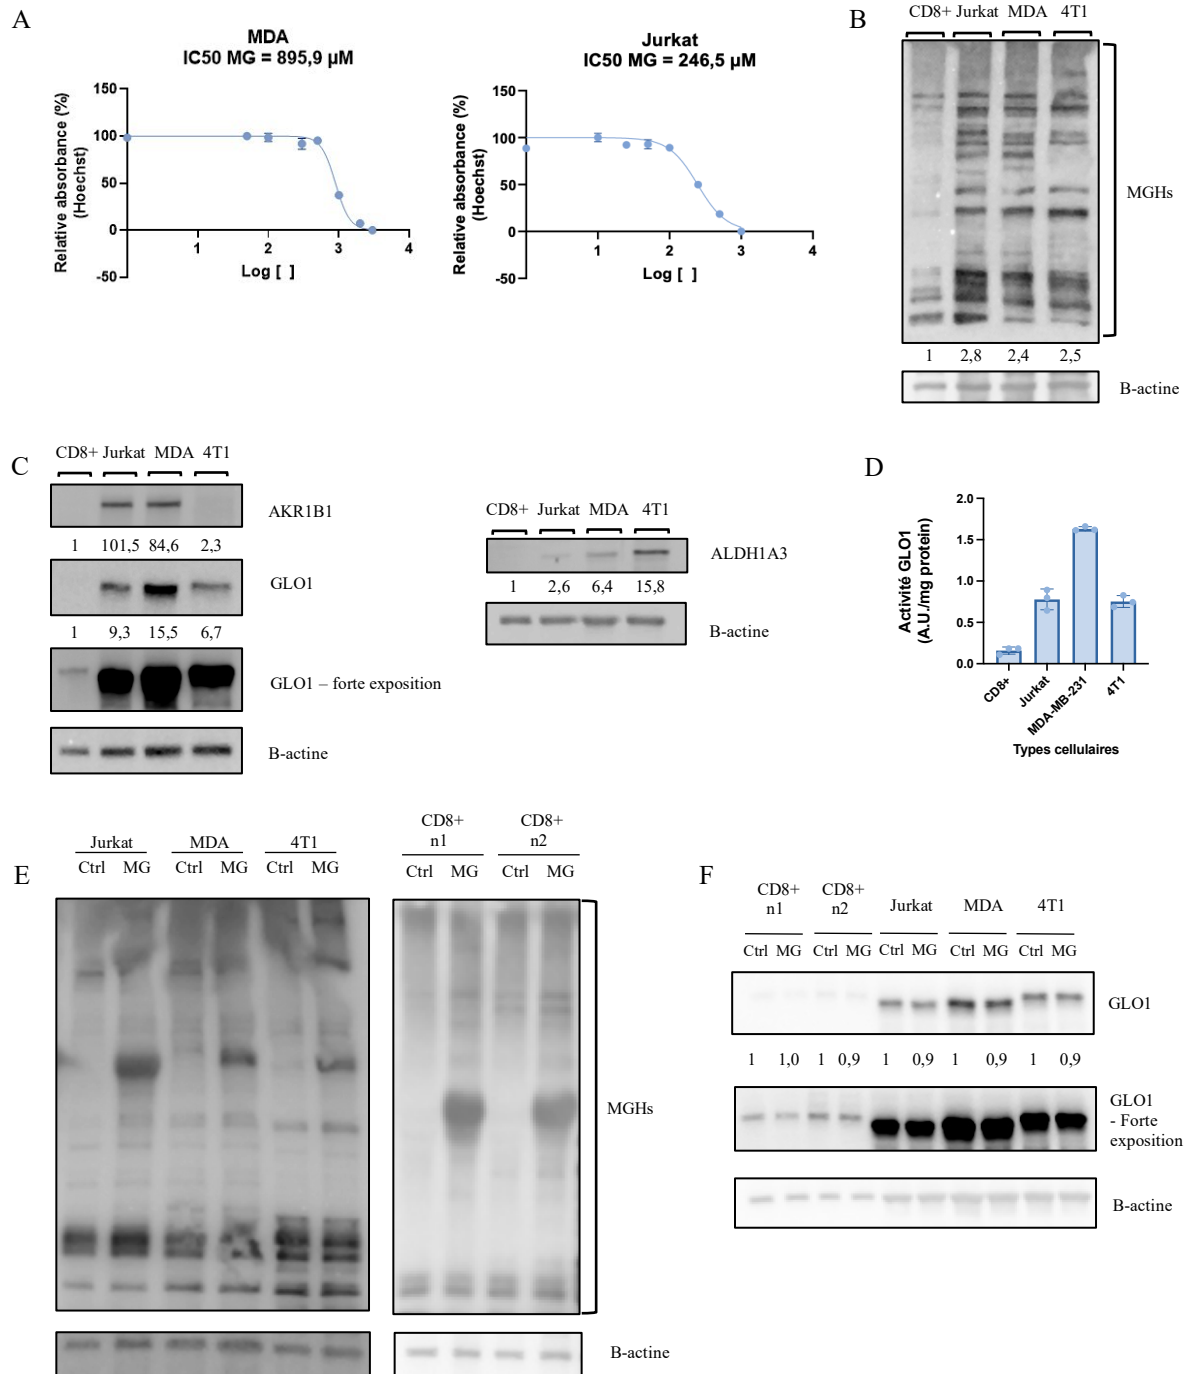 A
MDA
IC50 MG = 895,9 µM
Relative absorbance (%)
(Hoechst)
150
100
50
0
-50
1 2 3 4
Log [ ]
Jurkat
IC50 MG = 246,5 µM
Relative absorbance (%)
(Hoechst)
150
100
50
0
-50
1 2 3 4
Log [ ]
B
CD8+ Jurkat MDA 4T1
MGHs
1 2,8 2,4 2,5
B-actine
C
CD8+ Jurkat MDA 4T1
AKR1B1
1 101,5 84,6 2,3
GLO1
1 9,3 15,5 6,7
GLO1 – forte exposition
B-actine
CD8+ Jurkat MDA 4T1
ALDH1A3
1 2,6 6,4 15,8
B-actine
D
Activité GLO1
(A.U./mg protein)
2.0
1.5
1.0
0.5
0.0
CD8+
Jurkat
MDA-MB-231
4T1
Types cellulaires
E
Jurkat MDA 4T1
Ctrl MG Ctrl MG Ctrl MG
CD8+ CD8+
n1 n2
Ctrl MG Ctrl MG
MGHs
B-actine
F
CD8+ CD8+
n1 n2 Jurkat MDA 4T1
Ctrl MG Ctrl MG Ctrl MG Ctrl MG Ctrl MG
GLO1
1 1,0 1 0,9 1 0,9 1 0,9 1 0,9
GLO1
- Forte
exposition
B-actine